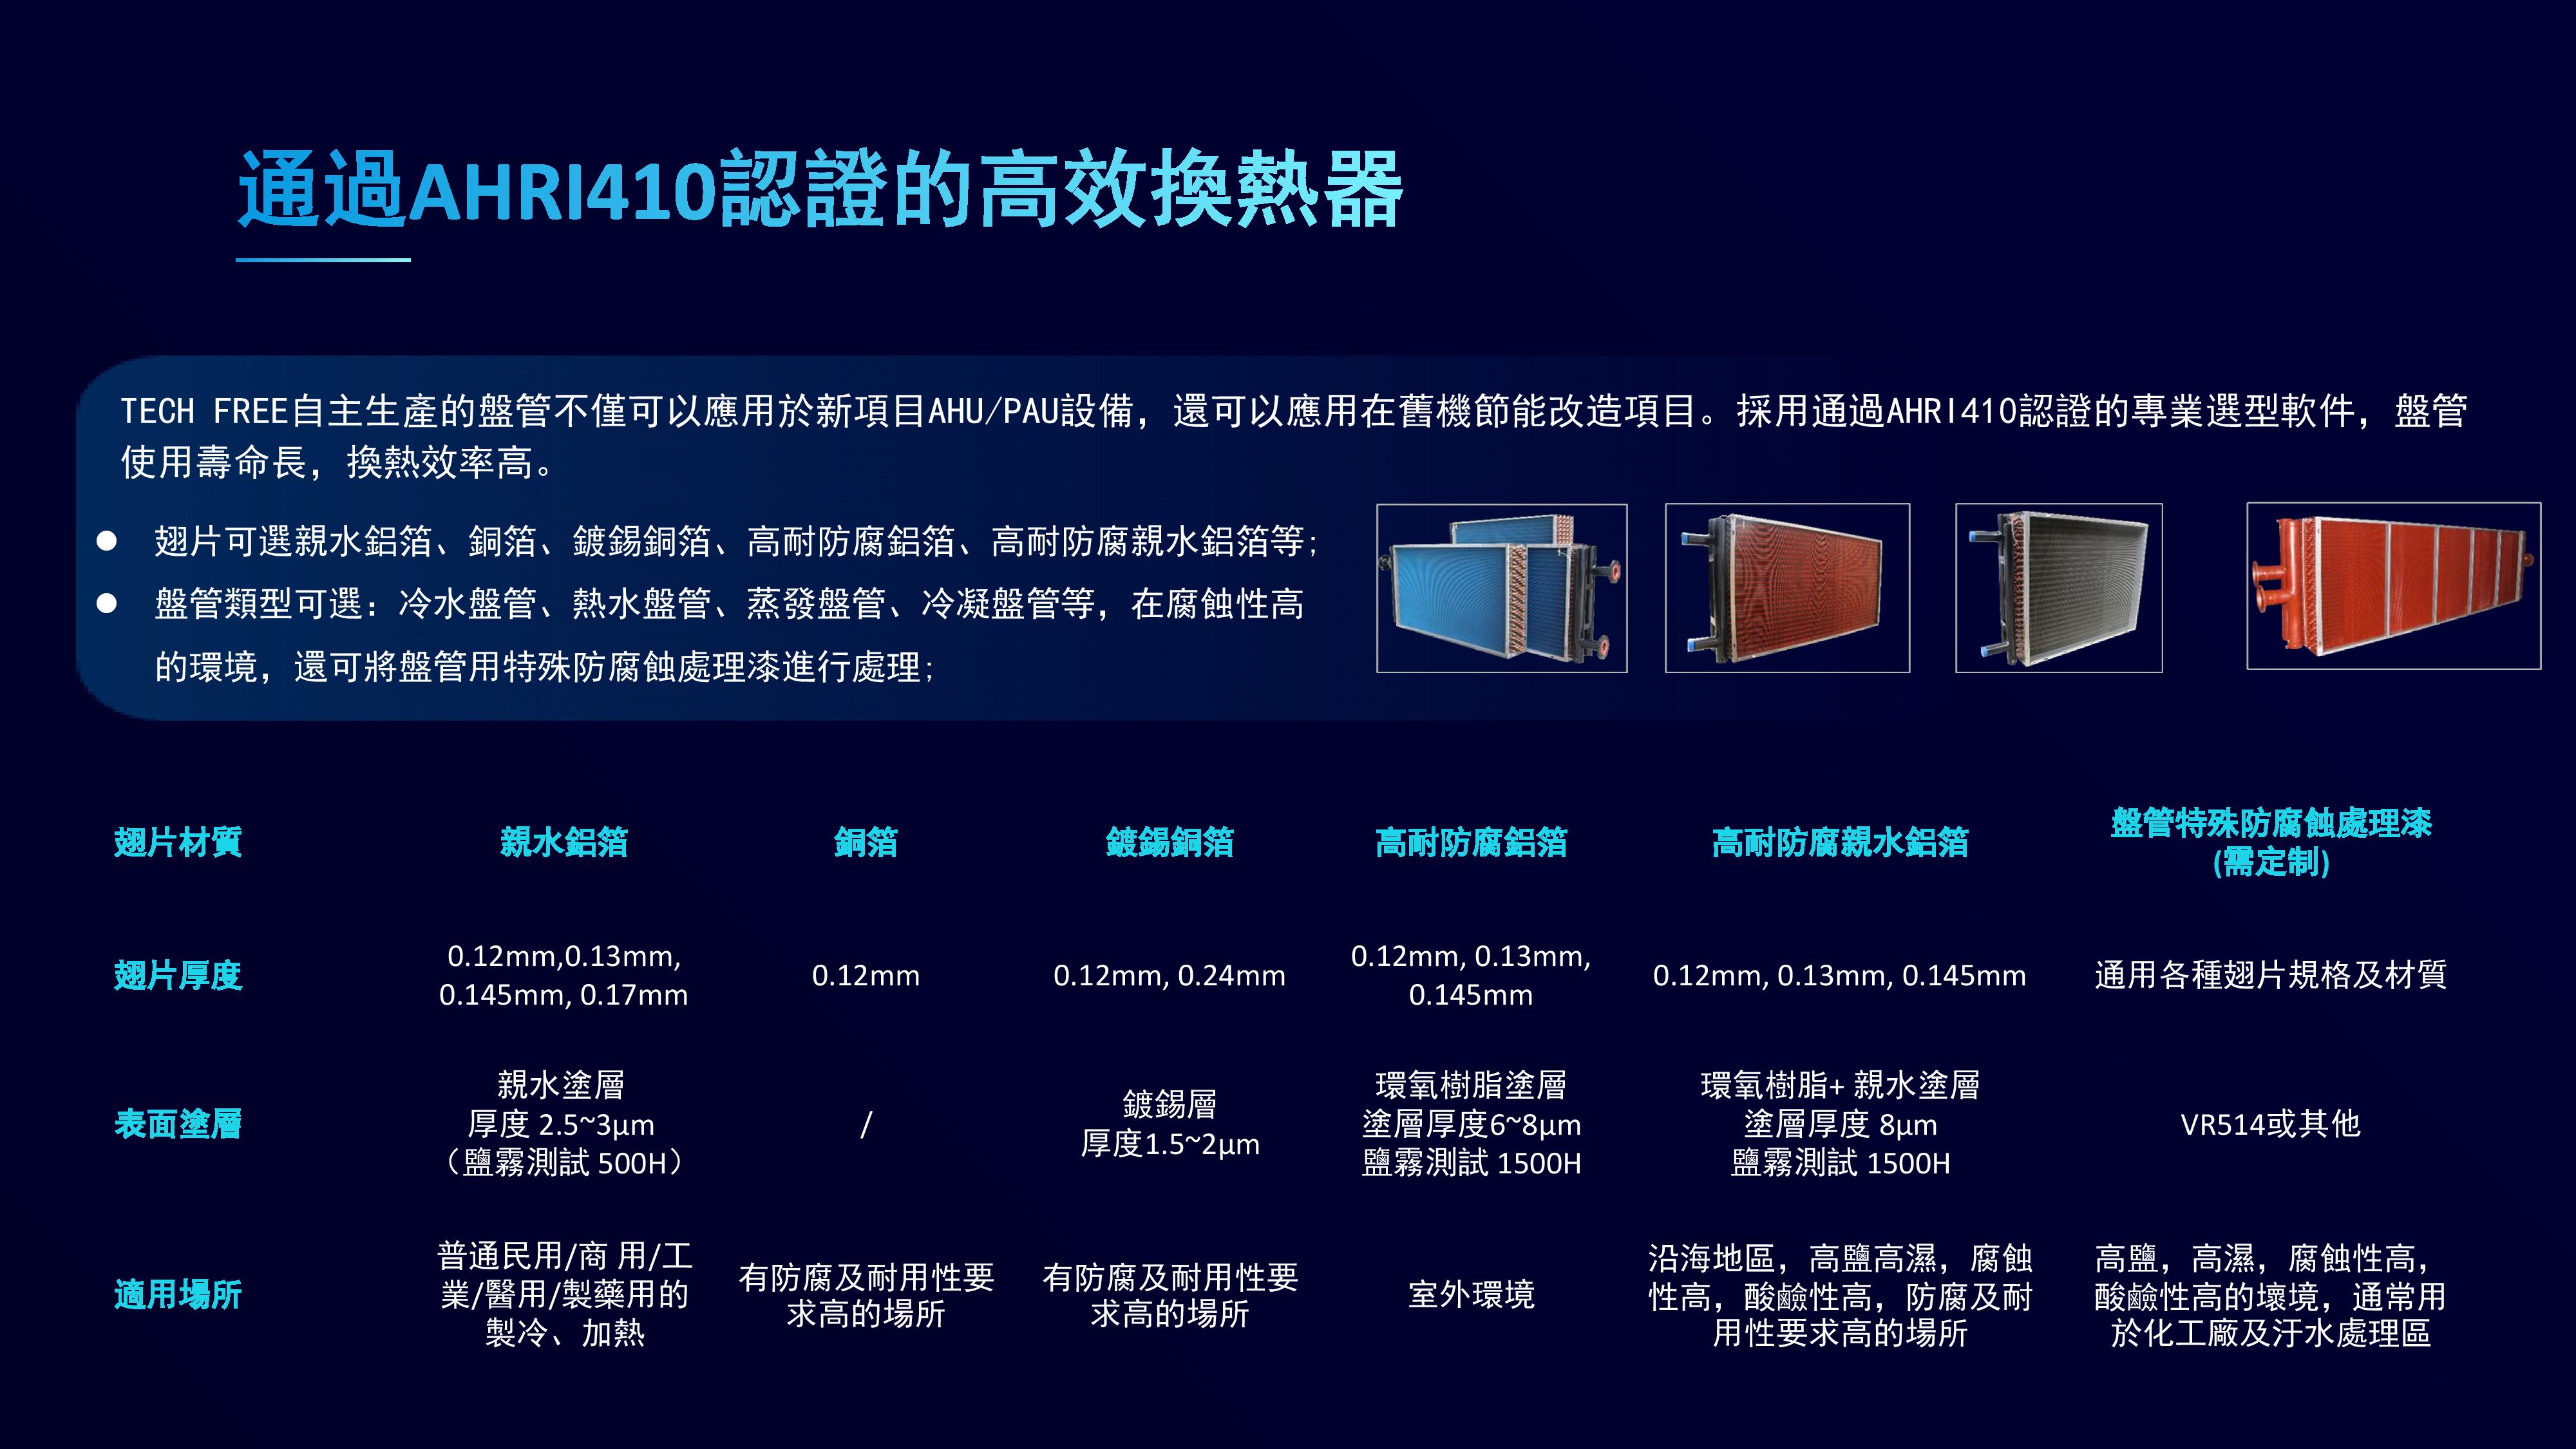 通過AHRI410認證的高效換熱器
TECH FREE自主生產的盤管不僅可以應用於新項目AHU/PAU設備，還可以應用在舊機節能改造項目。採用通過AHRI410認證的專業選型軟件，盤管
使用壽命長，換熱效率高。
● 翅片可選親水鋁箔、銅箔、鍍錫銅箔、高耐防腐鋁箔、高耐防腐親水鋁箔等；
● 盤管類型可選：冷水盤管、熱水盤管、蒸發盤管、冷凝盤管等，在腐蝕性高
的環境，還可將盤管用特殊防腐蝕處理漆進行處理；
翅片材質
親水鋁箔
銅箔
鍍錫銅箔
高耐防腐鋁箔
高耐防腐親水鋁箔
盤管特殊防腐蝕處理漆
(需定制)
翅片厚度
0.12mm,0.13mm,
0.145mm, 0.17mm
0.12mm
0.12mm, 0.24mm
0.12mm, 0.13mm,
0.145mm
0.12mm, 0.13mm, 0.145mm
通用各種翅片規格及材質
表面塗層
親水塗層
厚度 2.5~3μm
（鹽霧測試 500H）
/
鍍錫層
厚度1.5~2μm
環氧樹脂塗層
塗層厚度6~8μm
鹽霧測試 1500H
環氧樹脂+ 親水塗層
塗層厚度 8μm
鹽霧測試 1500H
VR514或其他
適用場所
普通民用/商 用/工
業/醫用/製藥用的
製冷、加熱
有防腐及耐用性要
求高的場所
有防腐及耐用性要
求高的場所
室外環境
沿海地區，高鹽高濕，腐蝕
性高，酸鹼性高，防腐及耐
用性要求高的場所
高鹽，高濕，腐蝕性高，
酸鹼性高的壞境，通常用
於化工廠及汙水處理區